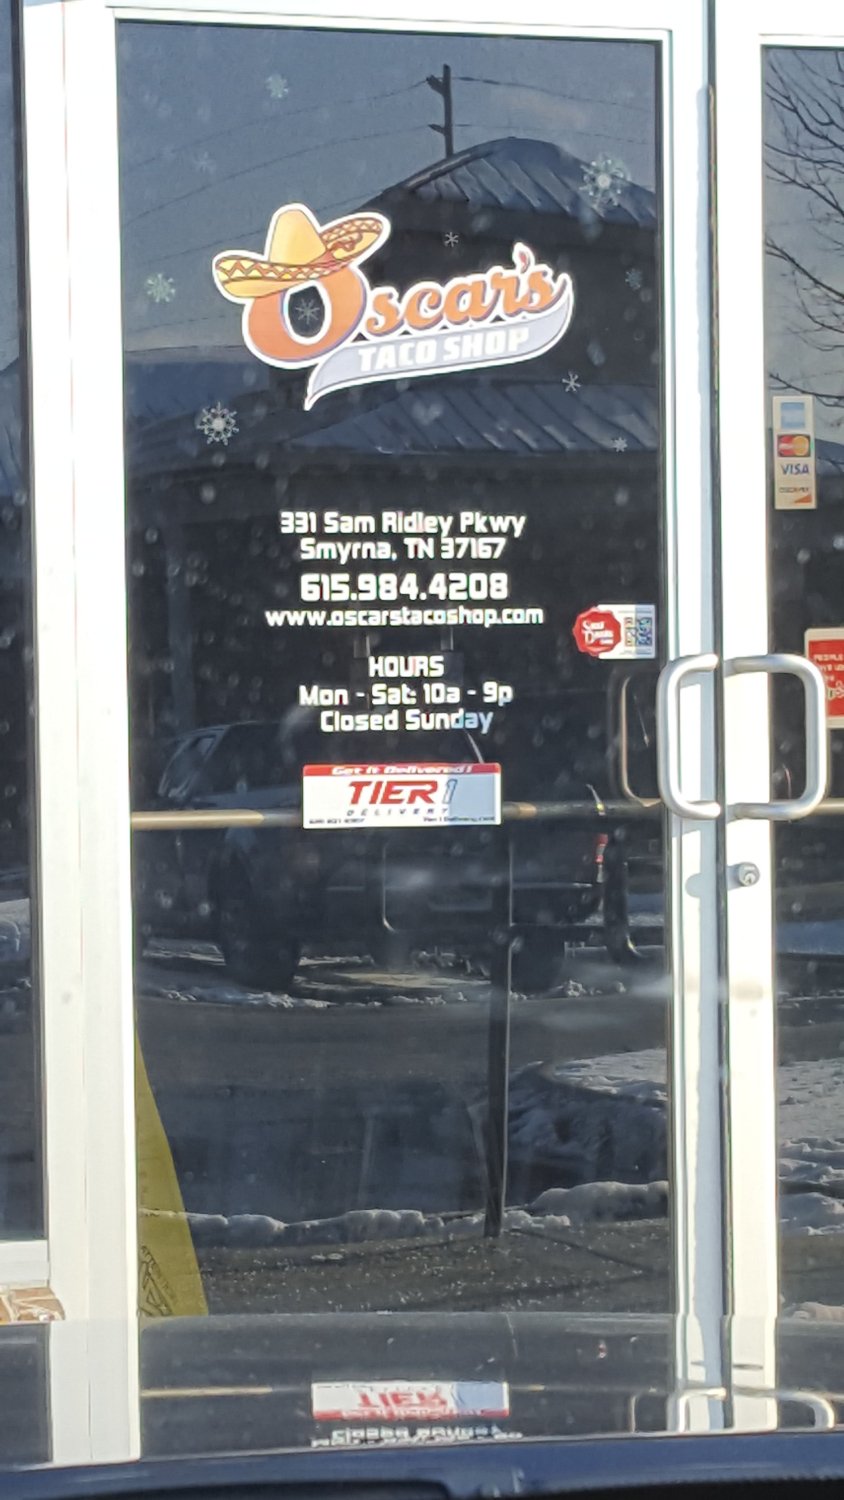 Oscar's
TACO SHOP
331 Sam Ridley Pkwy
Smyrna, TN 37167
615.984.4208
www.oscarstacoshop.com
HOURS
Mon - Sat: 10a - 9p
Closed Sunday
Get It Delivered!
TIER 1
DELIVERY
VISA